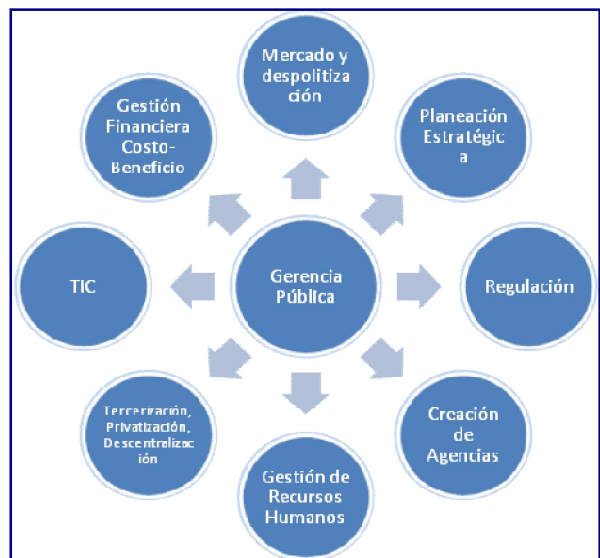 Mercado y
despolitiza
ción
Planeación
Estratégic
a
Regulación
Creación
de
Agencias
Gestión de
Recursos
Humanos
Tercerización,
Privatización,
Descentralizac
ión
TIC
Gestión
Financiera
Costo-
Beneficio
Gerencia
Pública